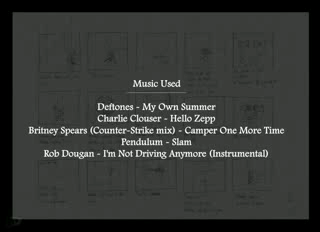 Music Used
Deftones - My Own Summer
Charlie Clouser - Hello Zepp
Britney Spears (Counter-Strike mix) - Camper One More Time
Pendulum - Slam
Rob Dougan - I'm Not Driving Anymore (Instrumental)